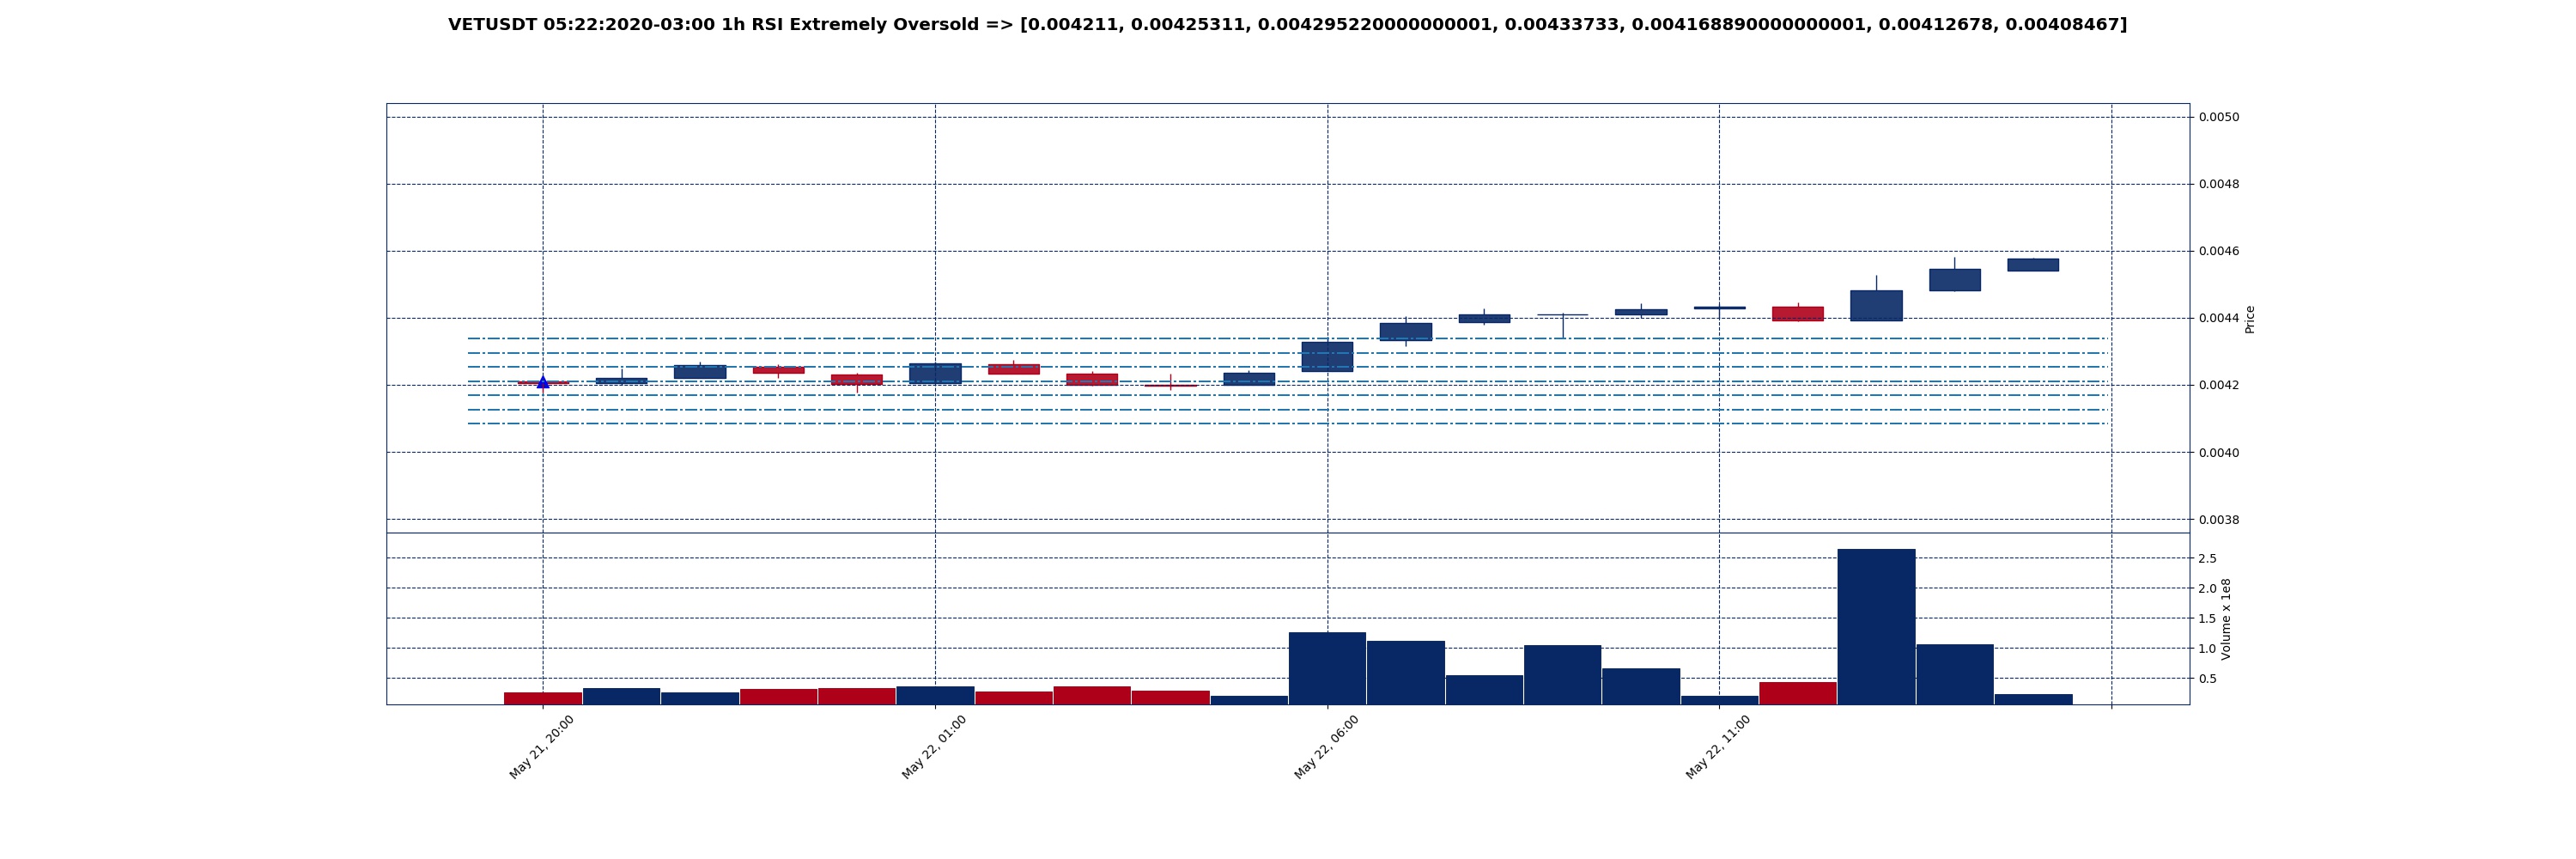 VETUSDT 05:22:2020-03:00 1h RSI Extremely Oversold => [0.004211, 0.00425311, 0.004295220000000001, 0.00433733, 0.004168890000000001, 0.00412678, 0.00408467]
0.0050
0.0048
0.0046
0.0044
0.0042
0.0040
0.0038
Price
2.5
2.0
1.5
1.0
0.5
Volume x 1e8
May 21, 20:00
May 22, 01:00
May 22, 06:00
May 22, 11:00